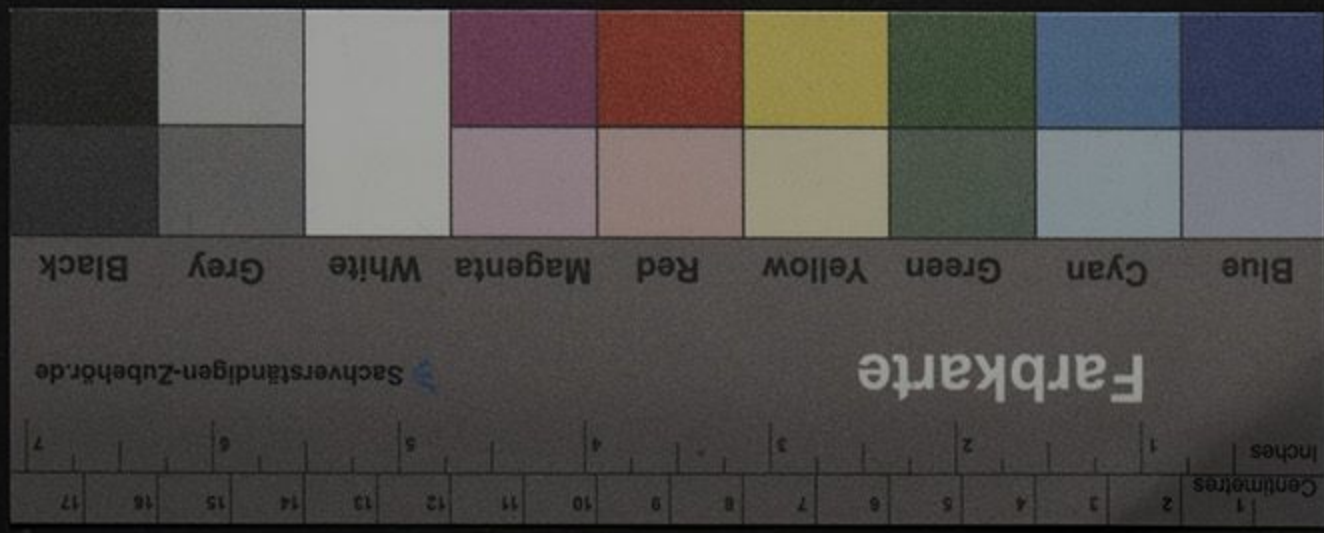 Centimetres 1 2 3 4 5 6 7 8 9 10 11 12 13 14 15 16 17
Inches 1 2 3 4 5 6 7
Farbkarte
Sachverständigen-Zubehör.de
Blue Cyan Green Yellow Red Magenta White Grey Black